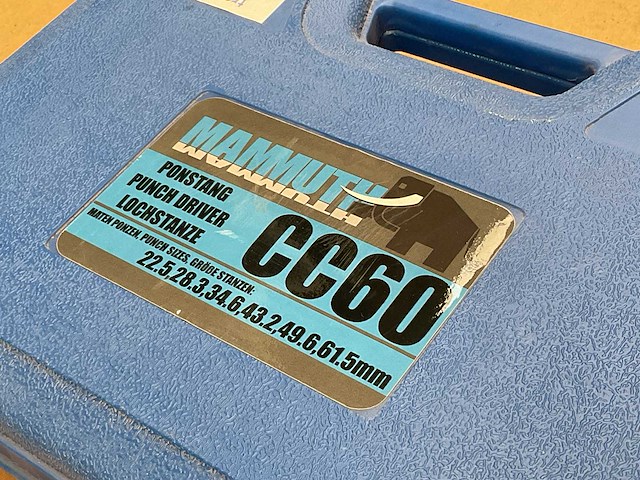 MAMMUTH
PONSTANG
PUNCH DRIVER
LOCHSTANZE
CC60
MATEN PONZEN, PUNCH SIZES, GRÖDE STANZEN:
22.5,28.3,34.6,43.2,49.6,61.5mm